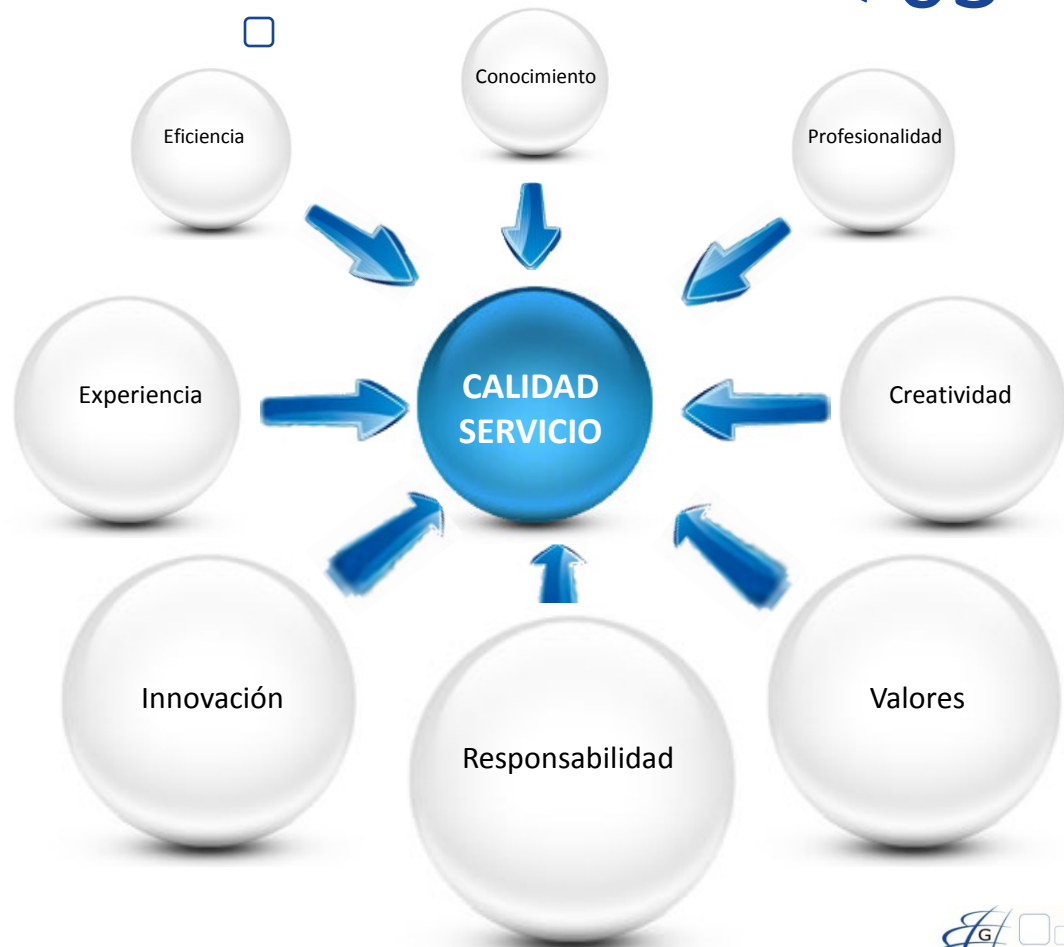 Conocimiento
Eficiencia
Profesionalidad
Experiencia
CALIDAD
SERVICIO
Creatividad
Innovación
Valores
Responsabilidad
G